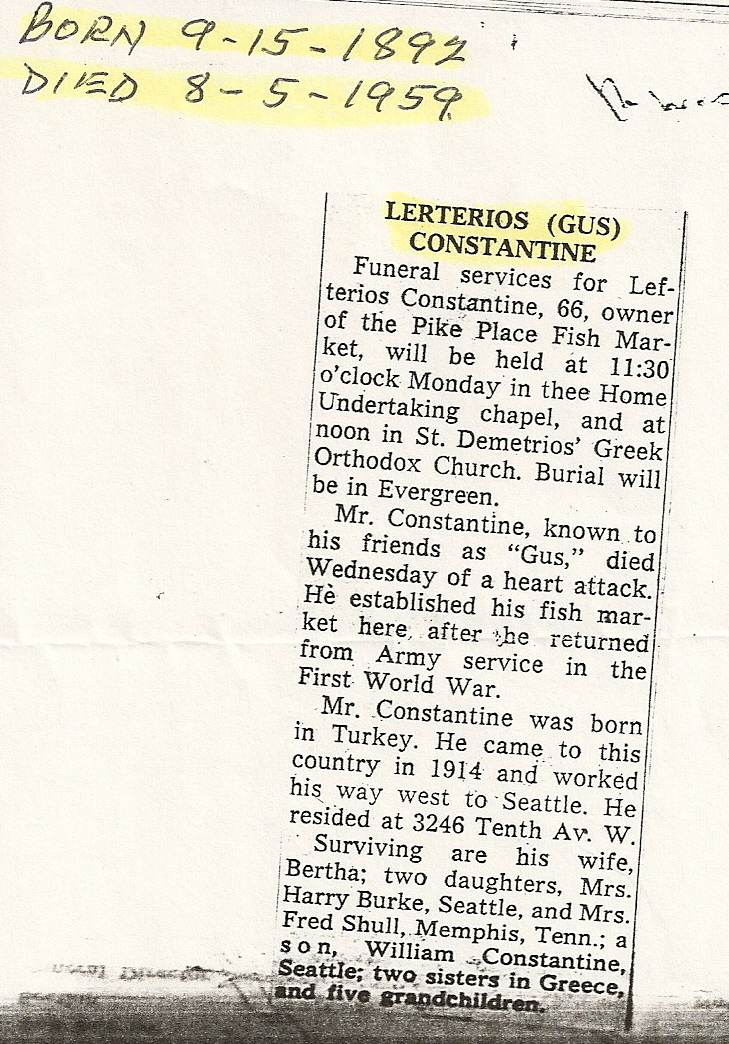 BORN 9-15-1892
DIED 8-5-1959
LERTERIOS (GUS)
CONSTANTINE
Funeral services for Lef-
terios Constantine, 66, owner
of the Pike Place Fish Mar-
ket, will be held at 11:30
o'clock Monday in thee Home
Undertaking chapel, and at
noon in St. Demetrios' Greek
Orthodox Church. Burial will
be in Evergreen.
Mr. Constantine, known to
his friends as "Gus," died
Wednesday of a heart attack.
He established his fish mar-
ket here after he returned
from Army service in the
First World War.
Mr. Constantine was born
in Turkey. He came to this
country in 1914 and worked
his way west to Seattle. He
resided at 3246 Tenth Av. W.
Surviving are his wife,
Bertha; two daughters, Mrs.
Harry Burke, Seattle, and Mrs.
Fred Shull, Memphis, Tenn.; a
son, William Constantine,
Seattle; two sisters in Greece,
and five grandchildren.